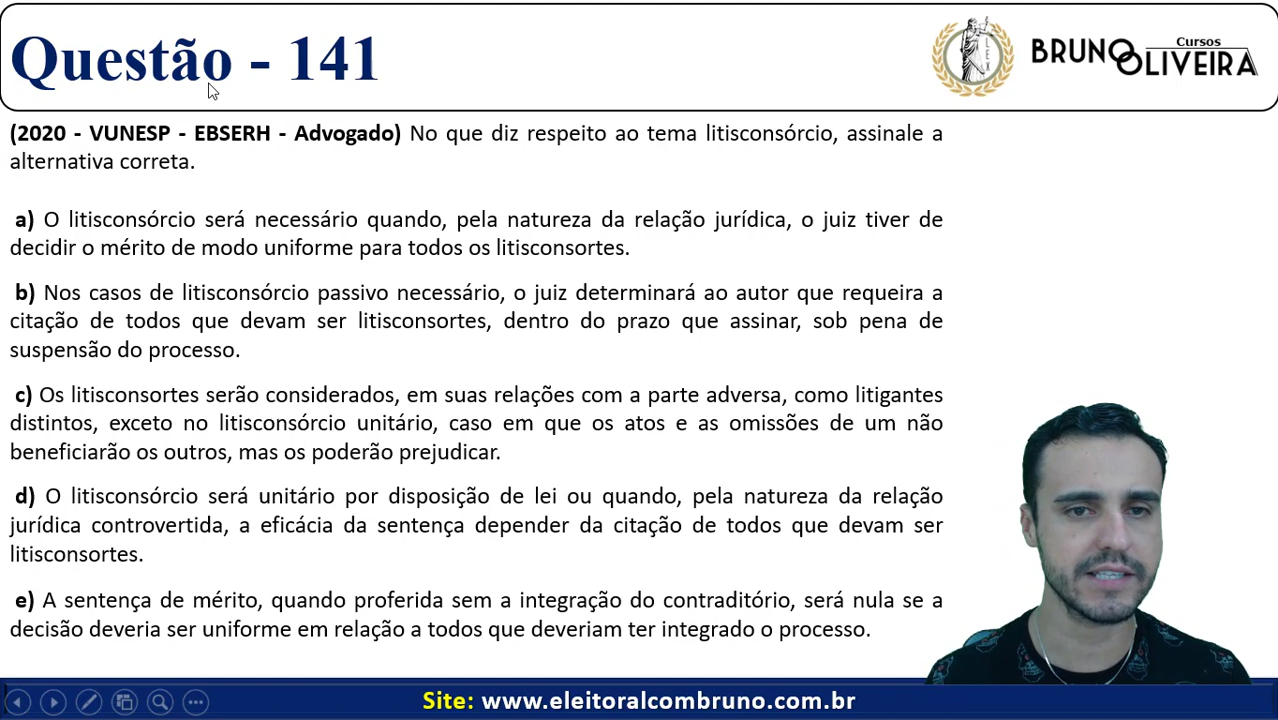 Questão - 141
Cursos
BRUNO
OLIVEIRA
LEX
(2020 - VUNESP - EBSERH - Advogado) No que diz respeito ao tema litisconsórcio, assinale a
alternativa correta.
a) O litisconsórcio será necessário quando, pela natureza da relação jurídica, o juiz tiver de
decidir o mérito de modo uniforme para todos os litisconsortes.
b) Nos casos de litisconsórcio passivo necessário, o juiz determinará ao autor que requeira a
citação de todos que devam ser litisconsortes, dentro do prazo que assinar, sob pena de
suspensão do processo.
c) Os litisconsortes serão considerados, em suas relações com a parte adversa, como litigantes
distintos, exceto no litisconsórcio unitário, caso em que os atos e as omissões de um não
beneficiarão os outros, mas os poderão prejudicar.
d) O litisconsórcio será unitário por disposição de lei ou quando, pela natureza da relação
jurídica controvertida, a eficácia da sentença depender da citação de todos que devam ser
litisconsortes.
e) A sentença de mérito, quando proferida sem a integração do contraditório, será nula se a
decisão deveria ser uniforme em relação a todos que deveriam ter integrado o processo.
Site: www.eleitoralcombruno.com.br